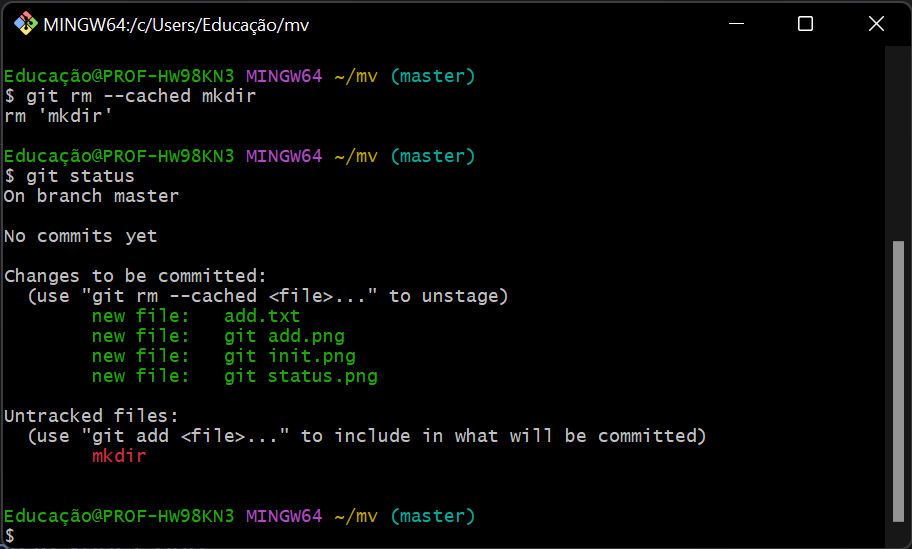 MINGW64:/c/Users/Educação/mv
Educação@PROF-HW98KN3 MINGW64 ~/mv (master)
$ git rm --cached mkdir
rm 'mkdir'
Educação@PROF-HW98KN3 MINGW64 ~/mv (master)
$ git status
On branch master
No commits yet
Changes to be committed:
  (use "git rm --cached <file>..." to unstage)
        new file:   add.txt
        new file:   git add.png
        new file:   git init.png
        new file:   git status.png
Untracked files:
  (use "git add <file>..." to include in what will be committed)
        mkdir
Educação@PROF-HW98KN3 MINGW64 ~/mv (master)
$